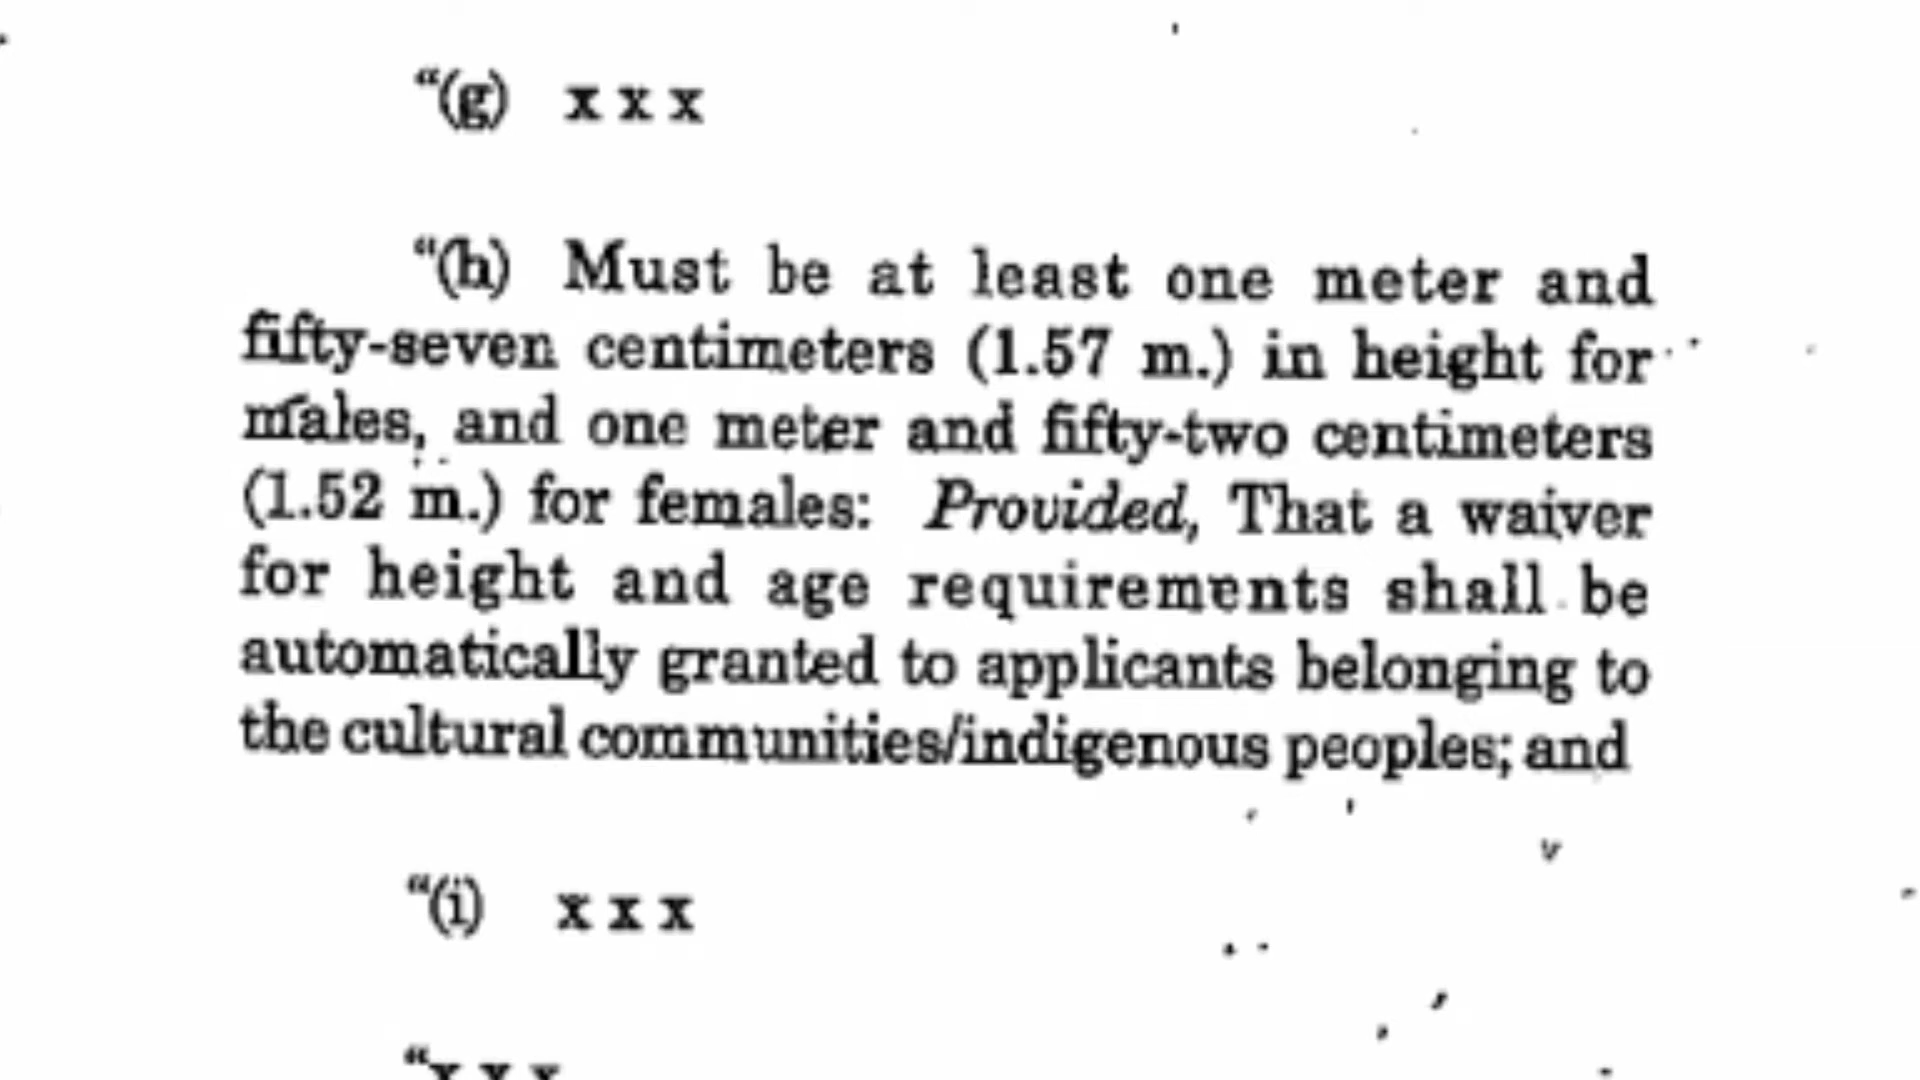 “(g) x x x
“(h) Must be at least one meter and
fifty-seven centimeters (1.57 m.) in height for
males, and one meter and fifty-two centimeters
(1.52 m.) for females: Provided, That a waiver
for height and age requirements shall be
automatically granted to applicants belonging to
the cultural communities/indigenous peoples; and
“(i) x x x
“x x x